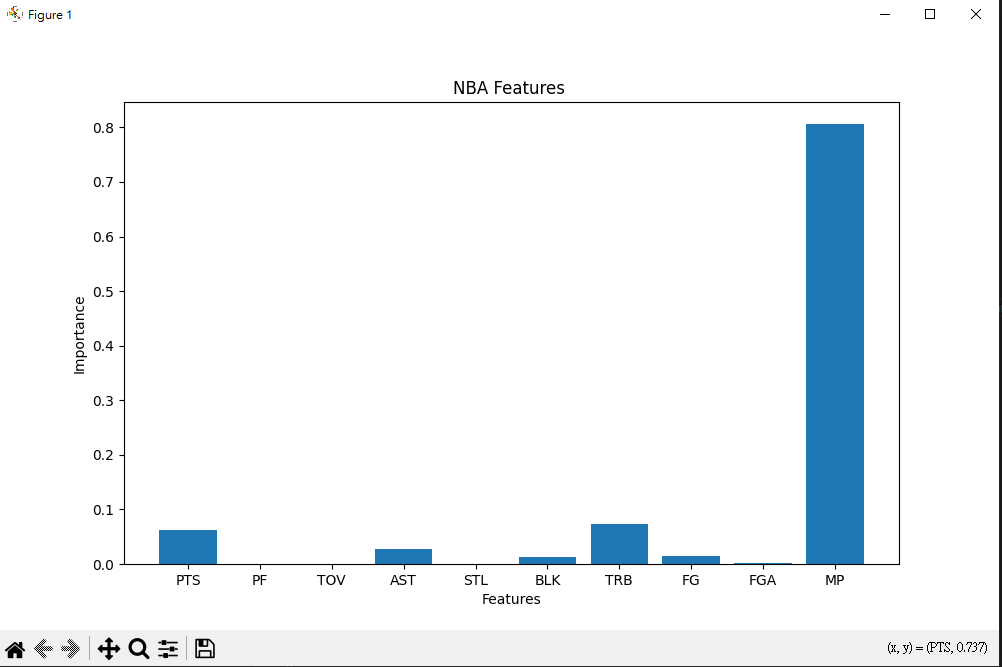 Figure 1
NBA Features
0.8
0.7
0.6
0.5
0.4
0.3
0.2
0.1
0.0
Importance
PTS PF TOV AST STL BLK TRB FG FGA MP
Features
(x, y) = (PTS, 0.737)